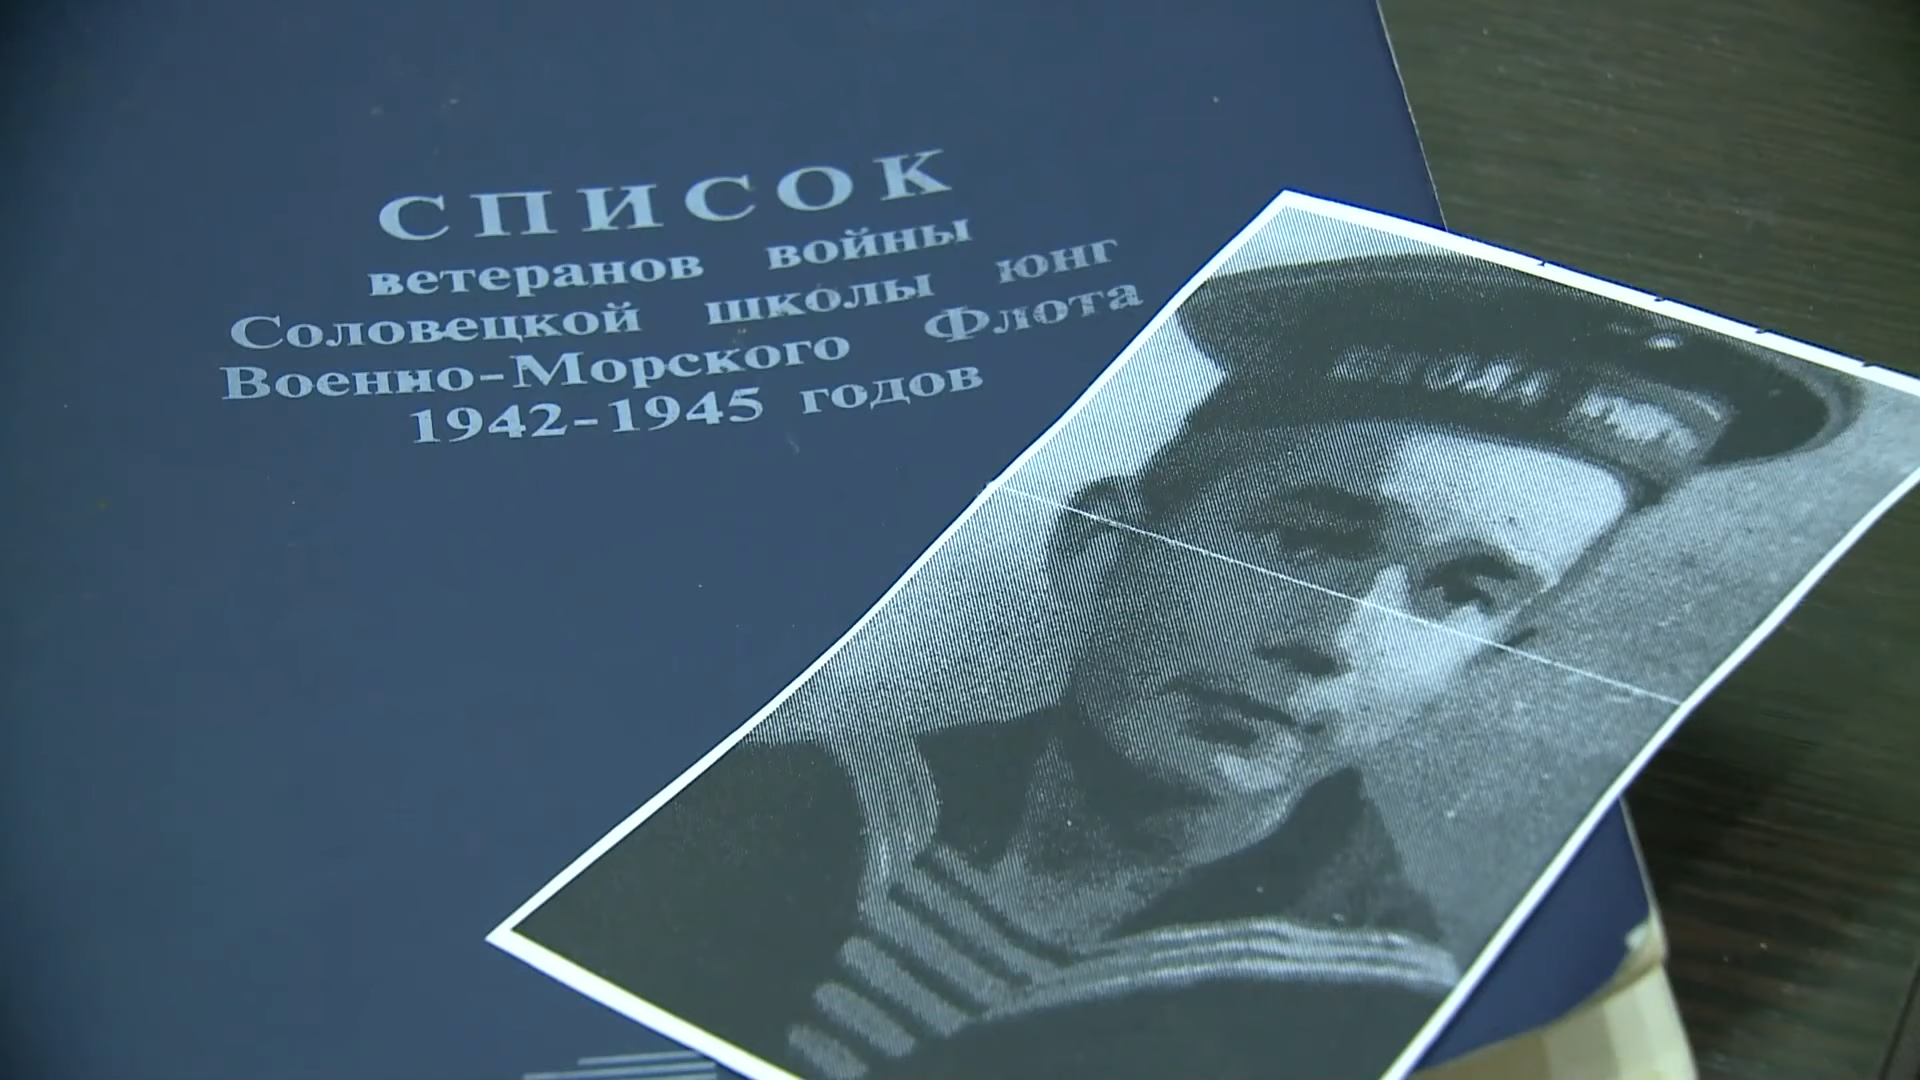 СПИСОК
ветеранов войны
Соловецкой школы юнг
Военно-Морского Флота
1942-1945 годов